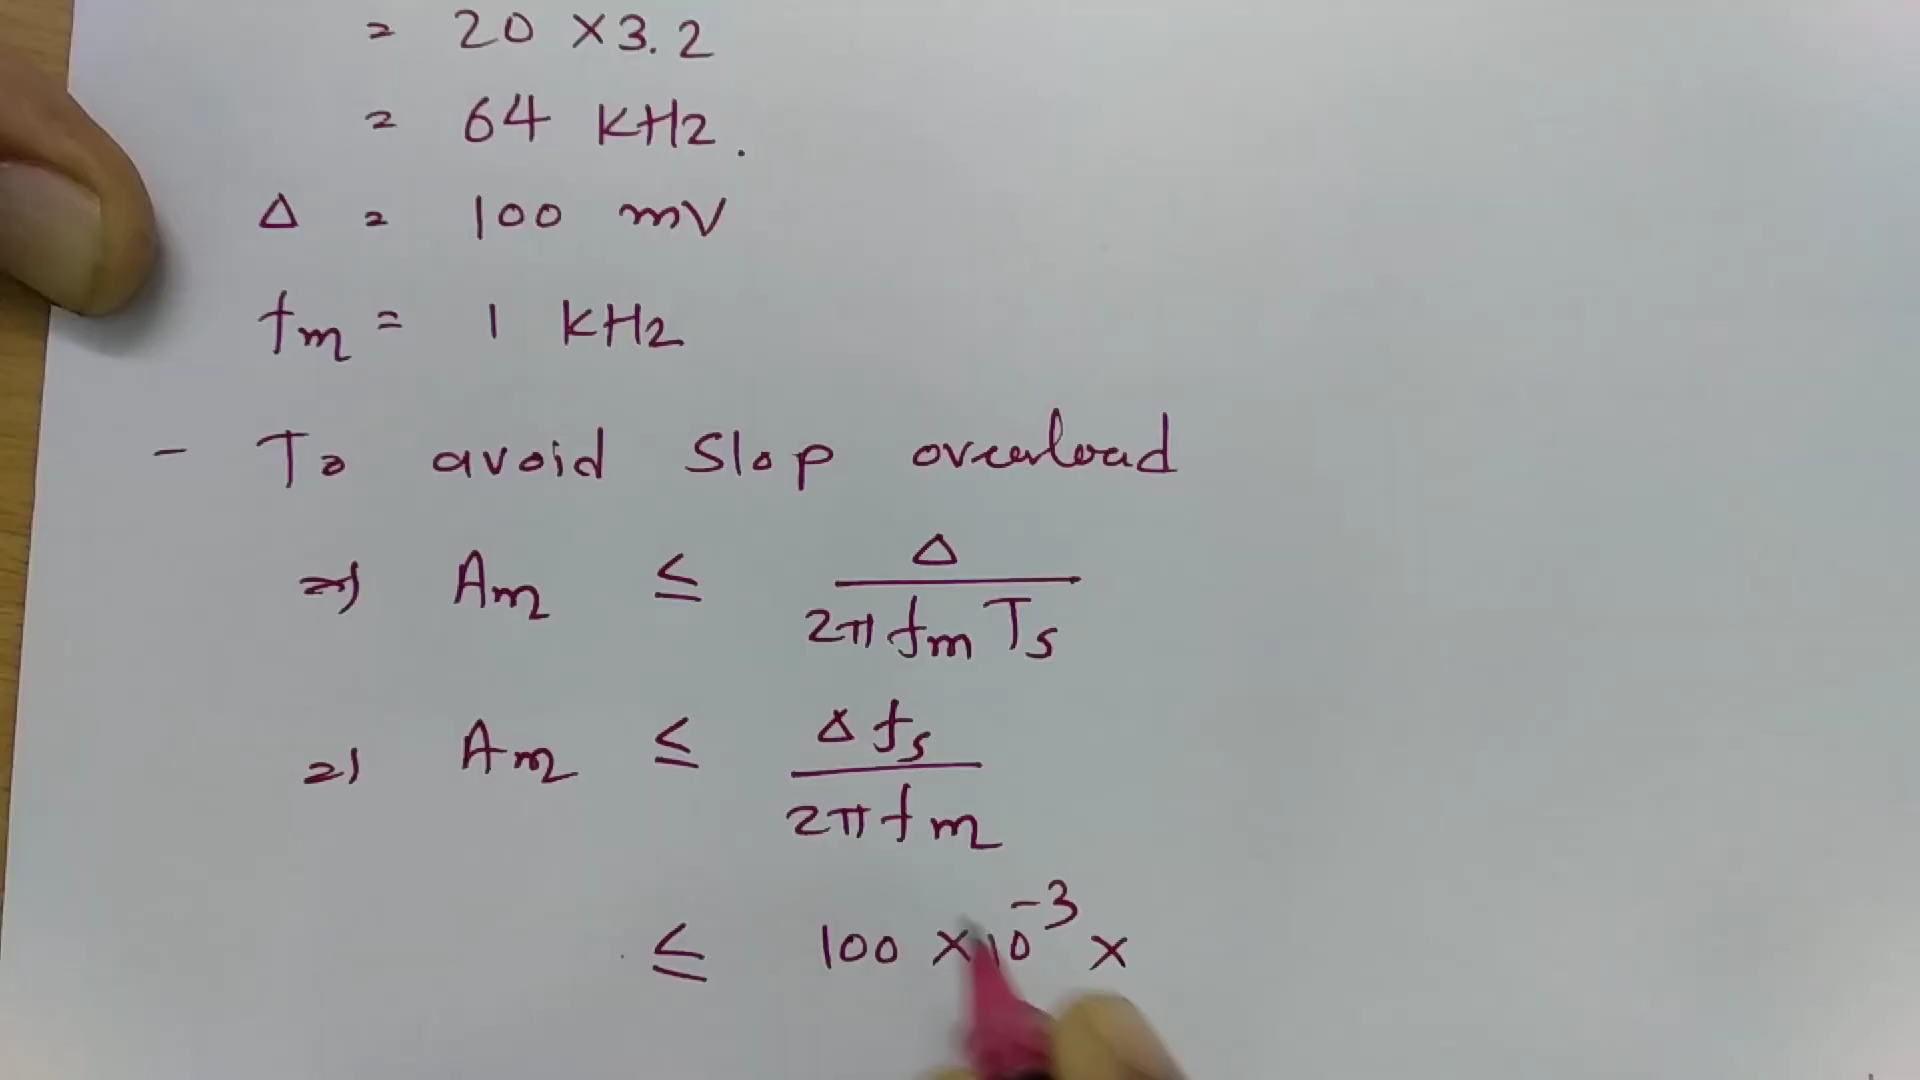 = 20 × 3.2
= 64 KHz.
Δ = 100 mV
fm = 1 KHz
- To avoid Slop overload
⇒ Am ≤ Δ / 2π fm Ts
⇒ Am ≤ Δ fs / 2π fm
≤ 100 × 10^-3 ×